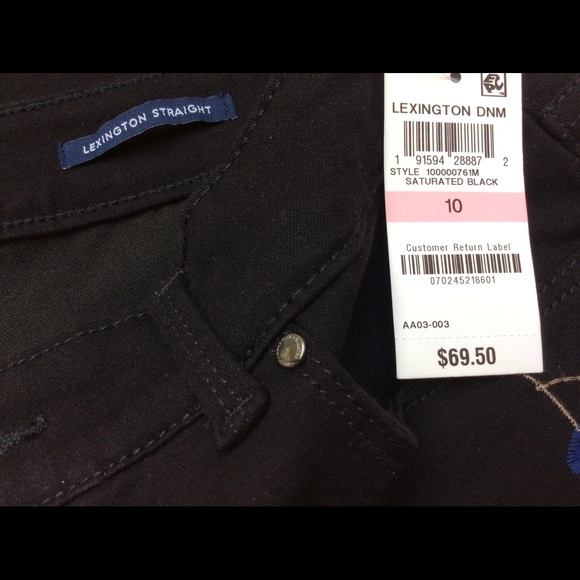 LEXINGTON STRAIGHT
LEXINGTON DNM
1 91594 28887 2
STYLE 100000761M
SATURATED BLACK
10
Customer Return Label
070245218601
AA03-003
$69.50